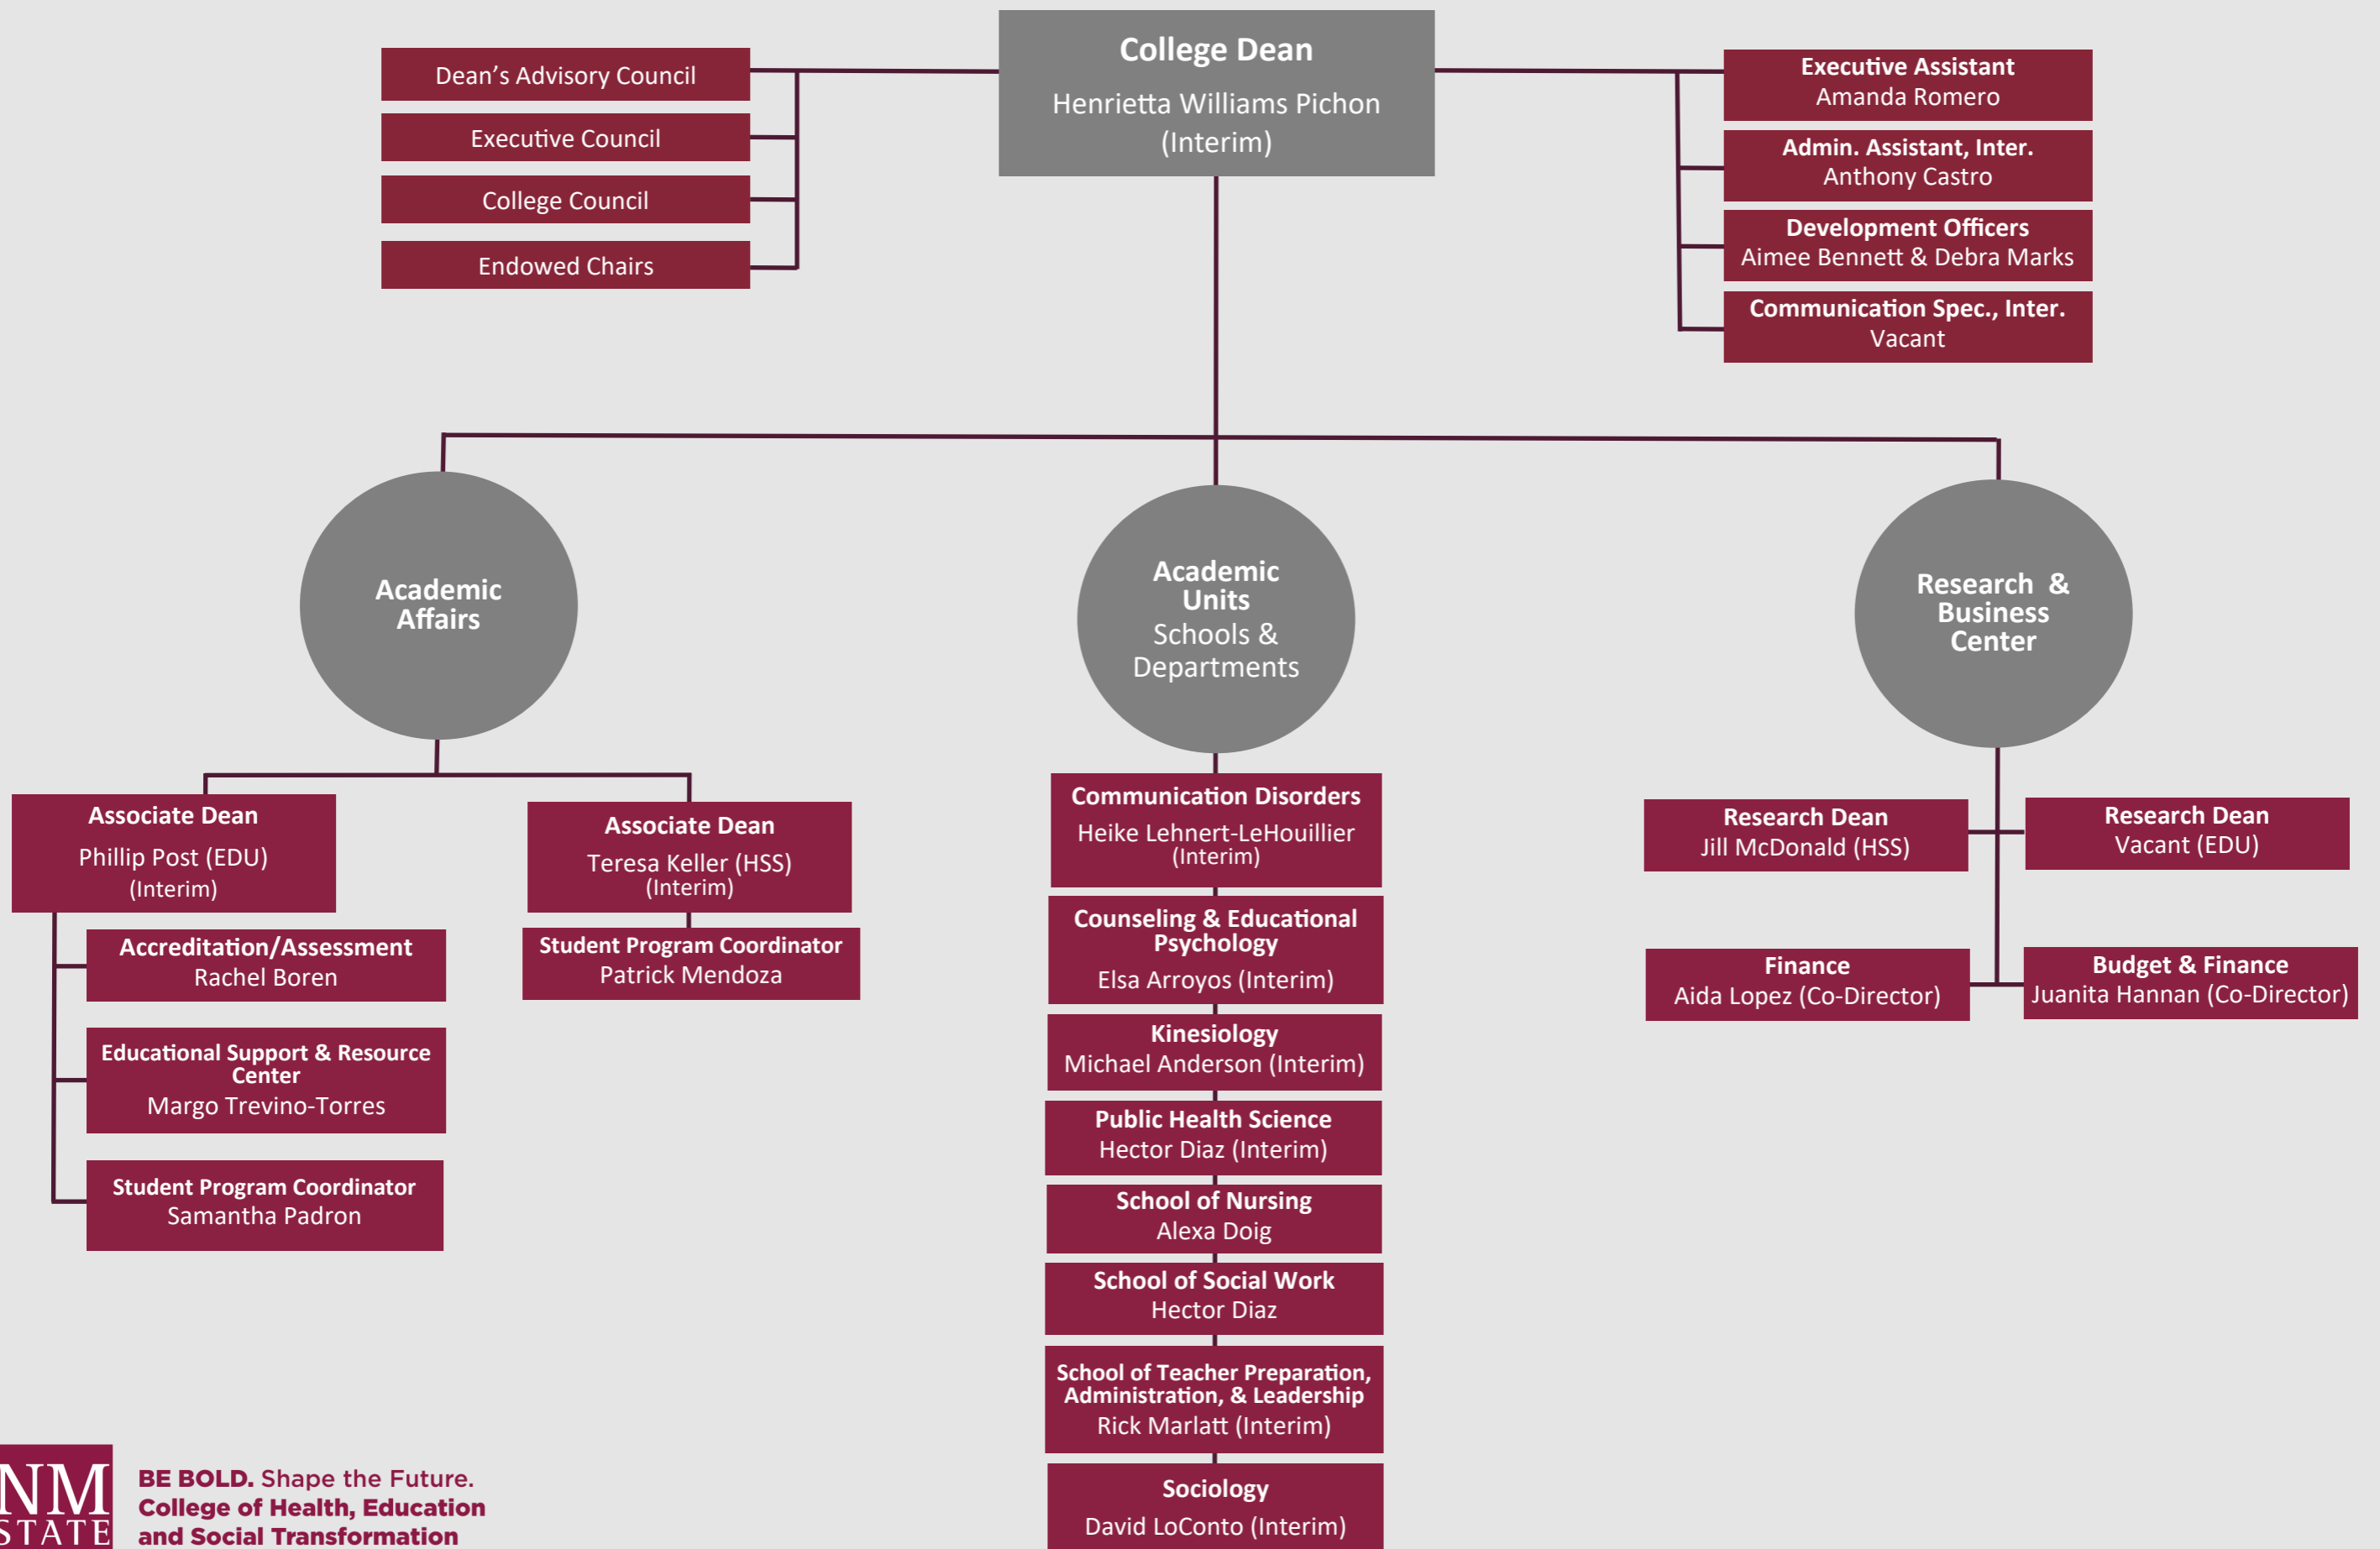 College Dean
Henrietta Williams Pichon
(Interim)
Dean’s Advisory Council
Executive Council
College Council
Endowed Chairs
Executive Assistant
Amanda Romero
Admin. Assistant, Inter.
Anthony Castro
Development Officers
Aimee Bennett & Debra Marks
Communication Spec., Inter.
Vacant
Academic
Affairs
Academic
Units
Schools &
Departments
Research & 
Business
Center
Associate Dean
Phillip Post (EDU)
(Interim)
Accreditation/Assessment
Rachel Boren
Educational Support & Resource
Center
Margo Trevino-Torres
Student Program Coordinator
Samantha Padron
Associate Dean
Teresa Keller (HSS)
(Interim)
Student Program Coordinator
Patrick Mendoza
Communication Disorders
Heike Lehnert-LeHouillier
(Interim)
Counseling & Educational
Psychology
Elsa Arroyos (Interim)
Kinesiology
Michael Anderson (Interim)
Public Health Science
Hector Diaz (Interim)
School of Nursing
Alexa Doig
School of Social Work
Hector Diaz
School of Teacher Preparation,
Administration, & Leadership
Rick Marlatt (Interim)
Sociology
David LoConto (Interim)
Research Dean
Jill McDonald (HSS)
Research Dean
Vacant (EDU)
Finance
Aida Lopez (Co-Director)
Budget & Finance
Juanita Hannan (Co-Director)
NM
STATE
BE BOLD. Shape the Future.
College of Health, Education
and Social Transformation